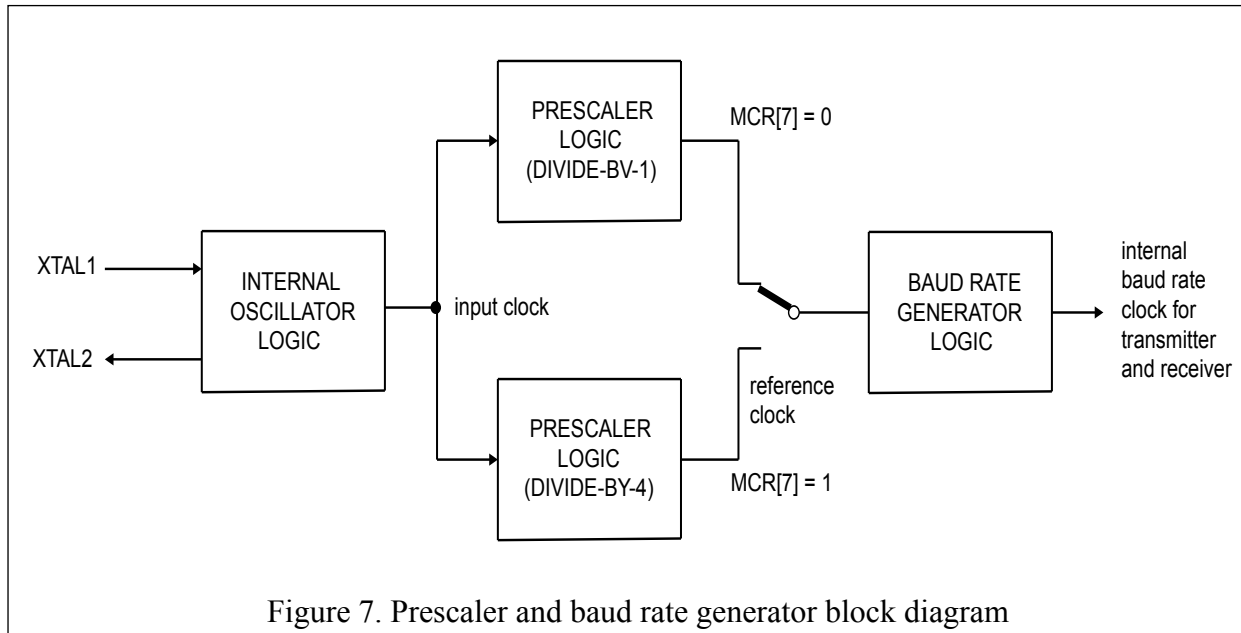 PRESCALER
LOGIC
(DIVIDE-BV-1)
MCR[7] = 0
XTAL1
XTAL2
INTERNAL
OSCILLATOR
LOGIC
input clock
BAUD RATE
GENERATOR
LOGIC
internal
baud rate
clock for
transmitter
and receiver
reference
clock
PRESCALER
LOGIC
(DIVIDE-BY-4)
MCR[7] = 1
Figure 7. Prescaler and baud rate generator block diagram